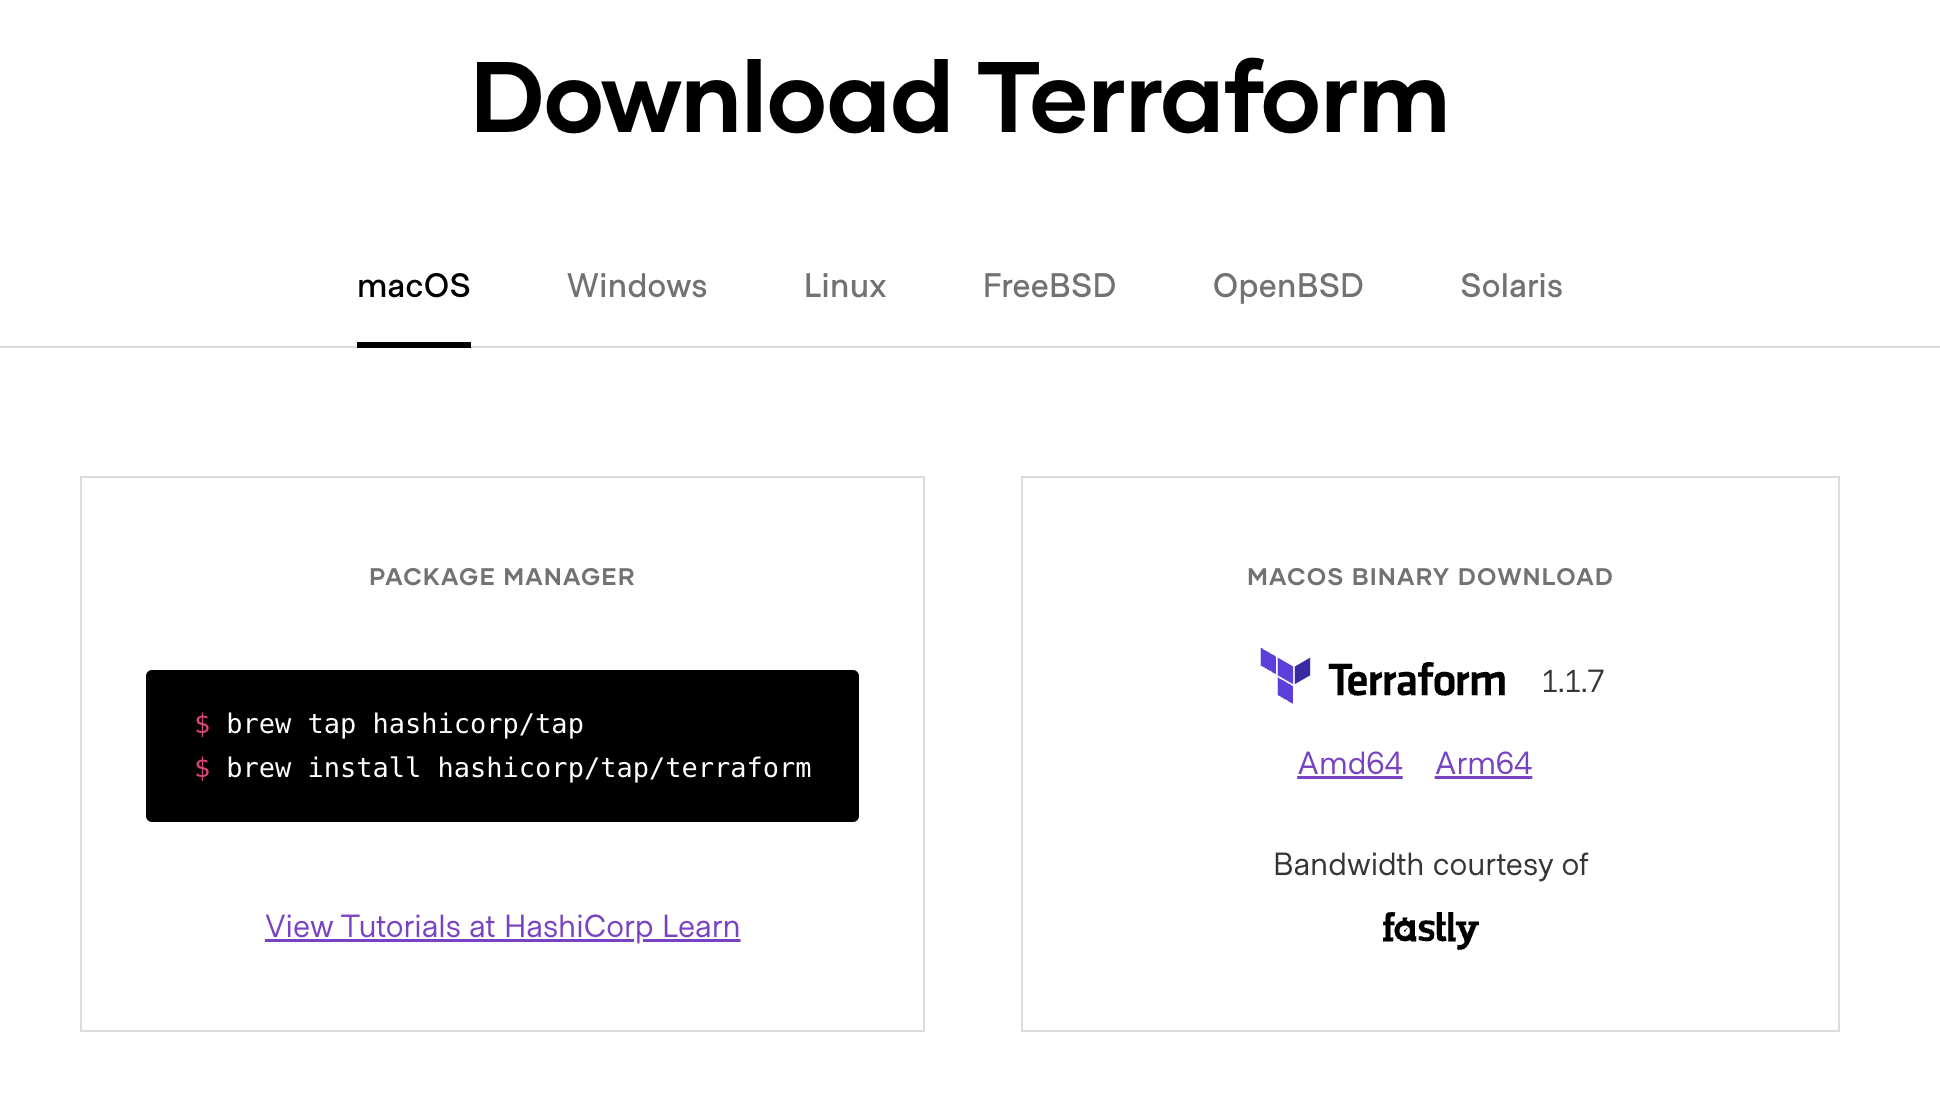 Download Terraform
macOS Windows Linux FreeBSD OpenBSD Solaris
PACKAGE MANAGER
$ brew tap hashicorp/tap
$ brew install hashicorp/tap/terraform
View Tutorials at HashiCorp Learn
MACOS BINARY DOWNLOAD
Terraform 1.1.7
Amd64 Arm64
Bandwidth courtesy of
fastly